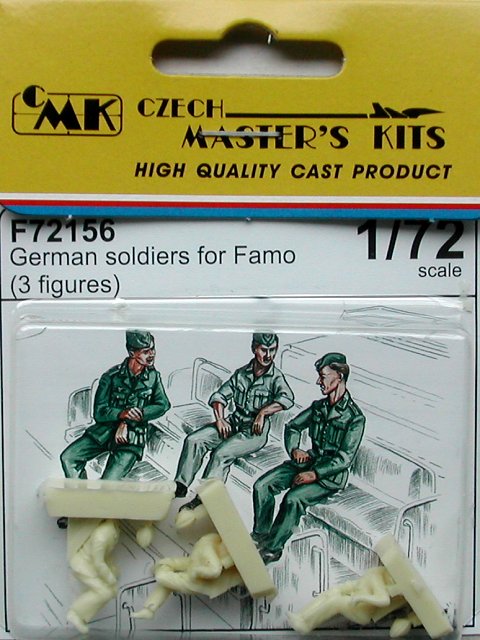 CMK
CZECH
MASTER'S KITS
HIGH QUALITY CAST PRODUCT
F72156
1/72
German soldiers for Famo
scale
(3 figures)